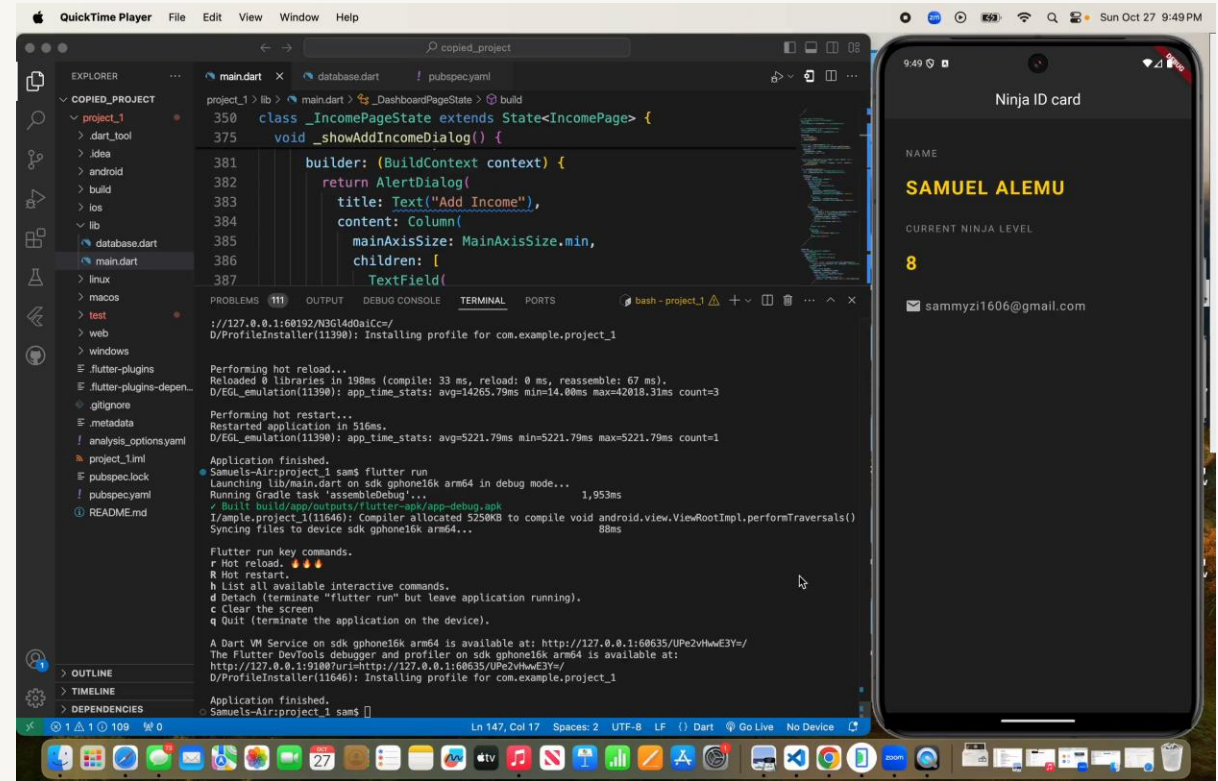 QuickTime Player File Edit View Window Help
zm
Sun Oct 27 9:49 PM
copied_project
EXPLORER
COPIED_PROJECT
project_1
.dart_tool
.idea
android
build
ios
lib
database.dart
main.dart
linux
macos
test
web
windows
.flutter-plugins
.flutter-plugins-depen...
.gitignore
.metadata
analysis_options.yaml
project_1.iml
pubspec.lock
pubspec.yaml
README.md
OUTLINE
TIMELINE
DEPENDENCIES
main.dart database.dart ! pubspec.yaml
project_1 > lib > main.dart > _DashboardPageState > build
350 class _IncomePageState extends State<IncomePage> {
375 void _showAddIncomeDialog() {
381 builder: (BuildContext context) {
382 return AlertDialog(
383 title: Text("Add Income"),
384 content: Column(
385 mainAxisSize: MainAxisSize.min,
386 children: [
387 TextField(
PROBLEMS 111 OUTPUT DEBUG CONSOLE TERMINAL PORTS bash - project_1
://127.0.0.1:60192/N3Gl4dOaiCc=/
D/ProfileInstaller(11390): Installing profile for com.example.project_1
Performing hot reload...
Reloaded 0 libraries in 198ms (compile: 33 ms, reload: 0 ms, reassemble: 67 ms).
D/EGL_emulation(11390): app_time_stats: avg=14265.79ms min=14.00ms max=42018.31ms count=3
Performing hot restart...
Restarted application in 516ms.
D/EGL_emulation(11390): app_time_stats: avg=5221.79ms min=5221.79ms max=5221.79ms count=1
Application finished.
Samuels-Air:project_1 sam$ flutter run
Launching lib/main.dart on sdk gphone16k arm64 in debug mode...
Running Gradle task 'assembleDebug'... 1,953ms
✓ Built build/app/outputs/flutter-apk/app-debug.apk
I/ample.project_1(11646): Compiler allocated 5250KB to compile void android.view.ViewRootImpl.performTraversals()
Syncing files to device sdk gphone16k arm64... 88ms
Flutter run key commands.
r Hot reload. 🔥🔥🔥
R Hot restart.
h List all available interactive commands.
d Detach (terminate "flutter run" but leave application running).
c Clear the screen
q Quit (terminate the application on the device).
A Dart VM Service on sdk gphone16k arm64 is available at: http://127.0.0.1:60635/UPe2vHwwE3Y=/
The Flutter DevTools debugger and profiler on sdk gphone16k arm64 is available at:
http://127.0.0.1:9100?uri=http://127.0.0.1:60635/UPe2vHwwE3Y=/
D/ProfileInstaller(11646): Installing profile for com.example.project_1
Application finished.
Samuels-Air:project_1 sam$
1 1 109 0 Ln 147, Col 17 Spaces: 2 UTF-8 LF {} Dart Go Live No Device
9:49
DEBUG
Ninja ID card
NAME
SAMUEL ALEMU
CURRENT NINJA LEVEL
8
sammyzi1606@gmail.com
OCT
27
tv
zoom